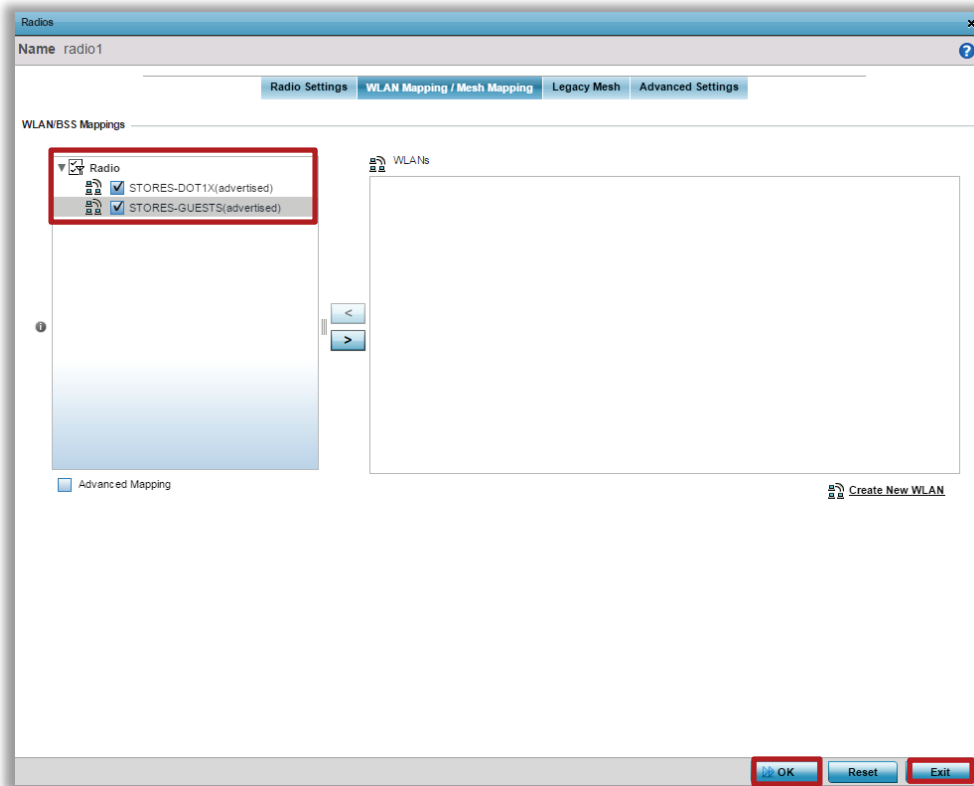 Radios
Name radio1
Radio Settings WLAN Mapping / Mesh Mapping Legacy Mesh Advanced Settings
WLAN/BSS Mappings
Radio
STORES-DOT1X(advertised)
STORES-GUESTS(advertised)
WLANs
<
>
Advanced Mapping
Create New WLAN
OK Reset Exit